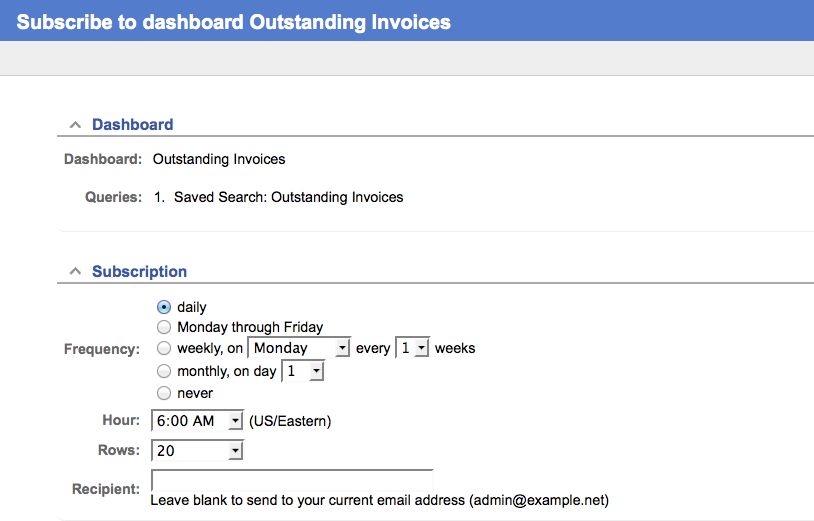 Subscribe to dashboard Outstanding Invoices
Dashboard
Dashboard: Outstanding Invoices
Queries: 1. Saved Search: Outstanding Invoices
Subscription
Frequency:
daily
Monday through Friday
weekly, on Monday every 1 weeks
monthly, on day 1
never
Hour: 6:00 AM (US/Eastern)
Rows: 20
Recipient:
Leave blank to send to your current email address (admin@example.net)